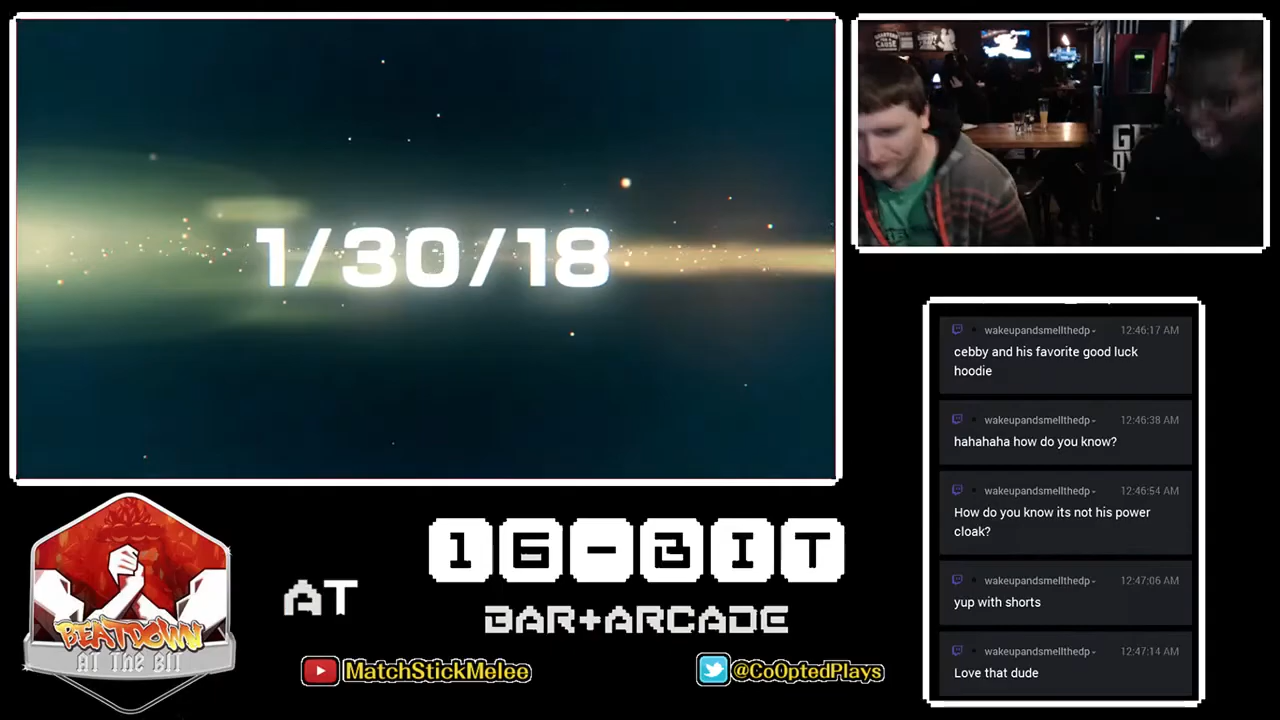 1/30/18
wakeupandsmellthedp
12:46:17 AM
cebby and his favorite good luck
hoodie
wakeupandsmellthedp
12:46:38 AM
hahahaha how do you know?
wakeupandsmellthedp
12:46:54 AM
How do you know its not his power
cloak?
wakeupandsmellthedp
12:47:06 AM
yup with shorts
wakeupandsmellthedp
12:47:14 AM
Love that dude
BEATDOWN
AT THE BIT
AT
16-BIT
BAR+ARCADE
MatchStickMelee
@CoOptedPlays